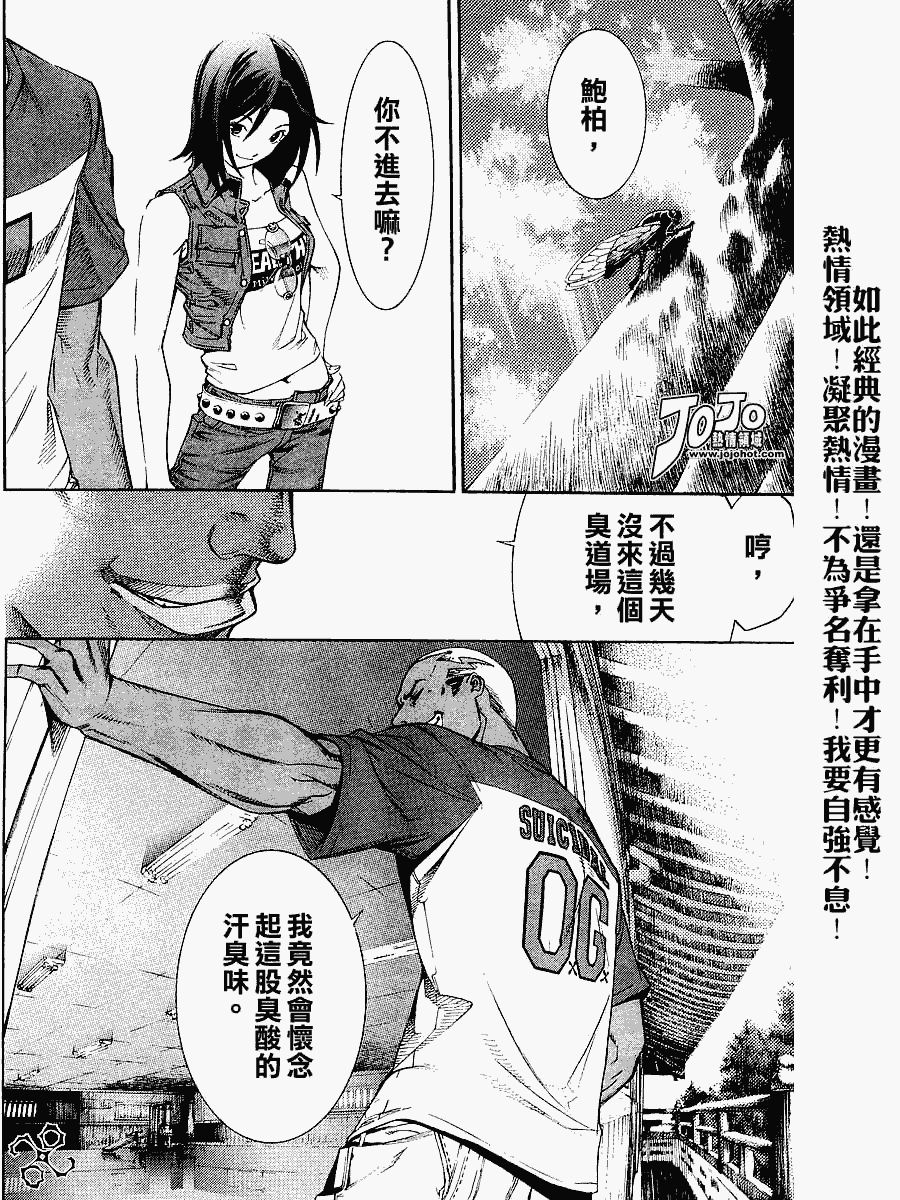 鮑柏，
你不進去嘛？
EA
JOJO
熱情領域
www.jojohot.com
哼，
不過幾天
沒來這個
臭道場，
我竟然會懷念
起這股臭酸的
汗臭味。
O.G.
如此經典的漫畫！還是拿在手中才更有感覺！
熱情領域！凝聚熱情！不為爭名奪利！我要自強不息！